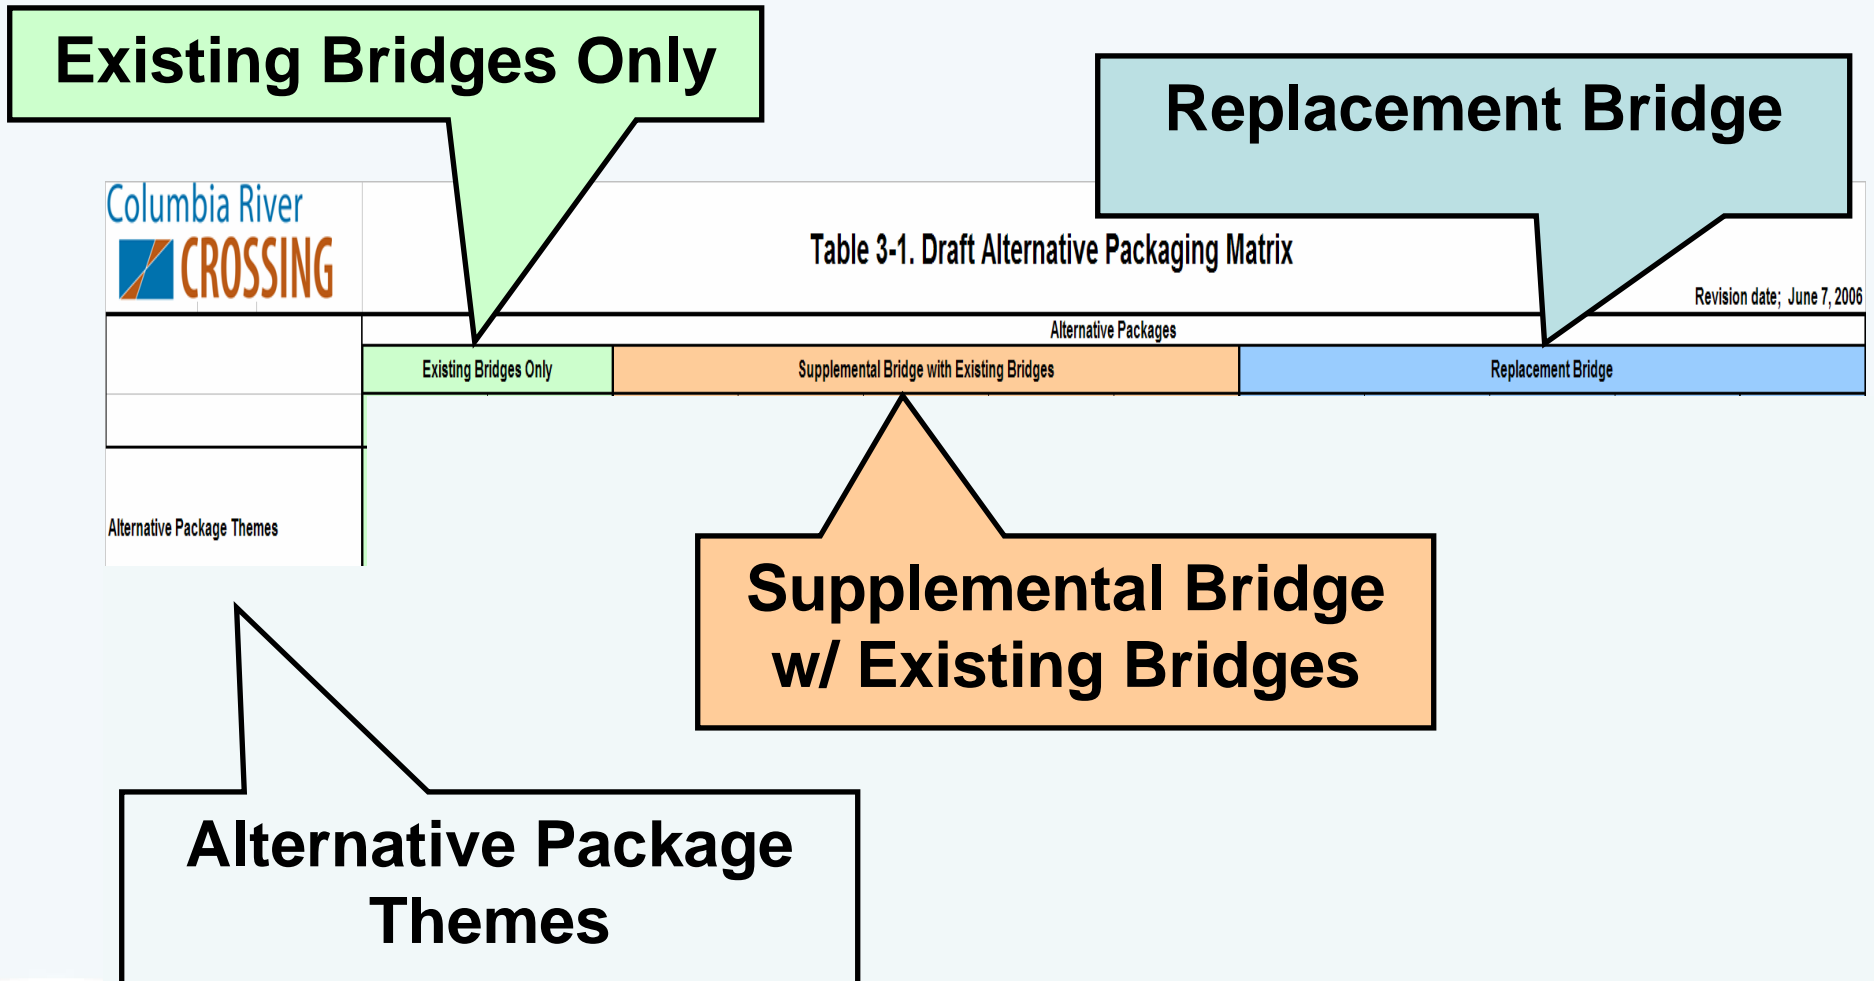 Existing Bridges Only
Replacement Bridge
Columbia River
CROSSING
Table 3-1. Draft Alternative Packaging Matrix
Revision date; June 7, 2006
Alternative Packages
Existing Bridges Only
Supplemental Bridge with Existing Bridges
Replacement Bridge
Alternative Package Themes
Supplemental Bridge
w/ Existing Bridges
Alternative Package
Themes